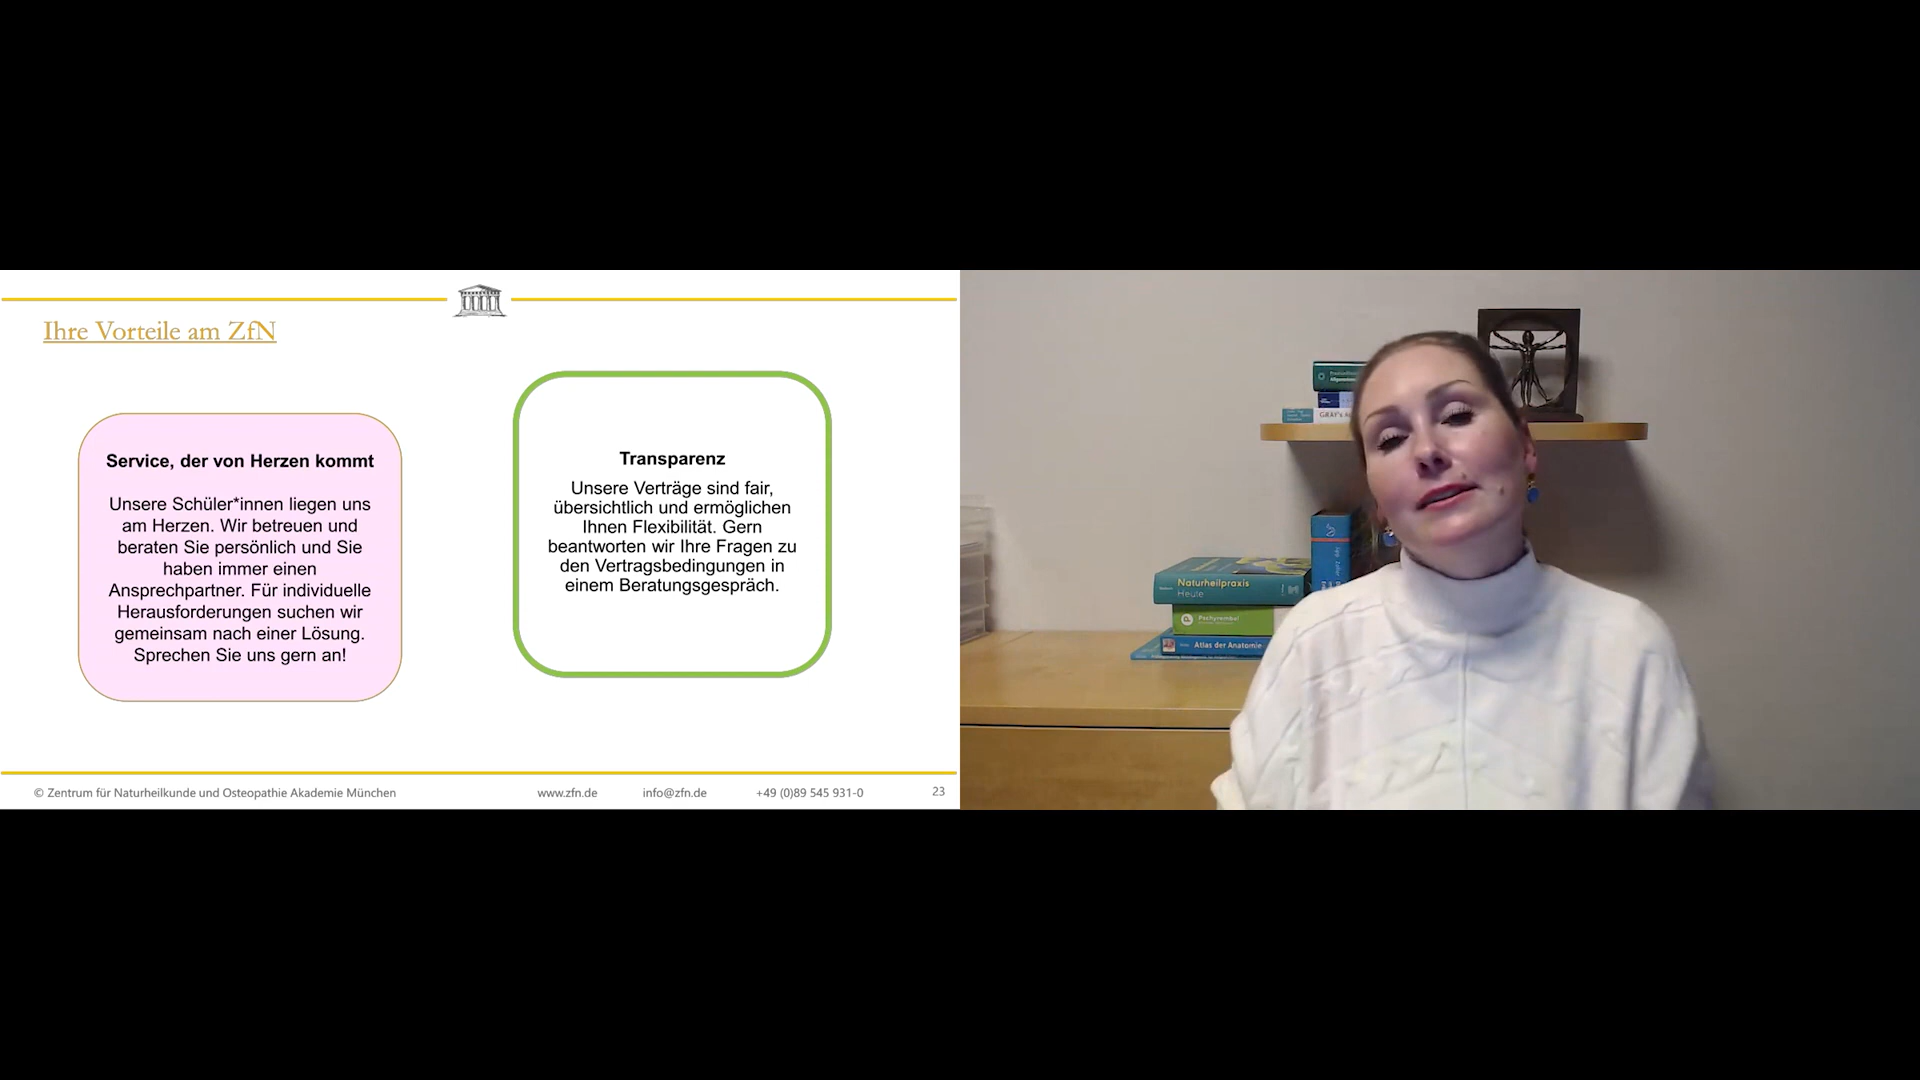 Ihre Vorteile am ZfN
Service, der von Herzen kommt
Unsere Schüler*innen liegen uns
am Herzen. Wir betreuen und
beraten Sie persönlich und Sie
haben immer einen
Ansprechpartner. Für individuelle
Herausforderungen suchen wir
gemeinsam nach einer Lösung.
Sprechen Sie uns gern an!
Transparenz
Unsere Verträge sind fair,
übersichtlich und ermöglichen
Ihnen Flexibilität. Gern
beantworten wir Ihre Fragen zu
den Vertragsbedingungen in
einem Beratungsgespräch.
© Zentrum für Naturheilkunde und Osteopathie Akademie München
www.zfn.de
info@zfn.de
+49 (0)89 545 931-0
23
GRAY'S
Naturheilpraxis
Heute
Pschyrembel
Atlas der Anatomie